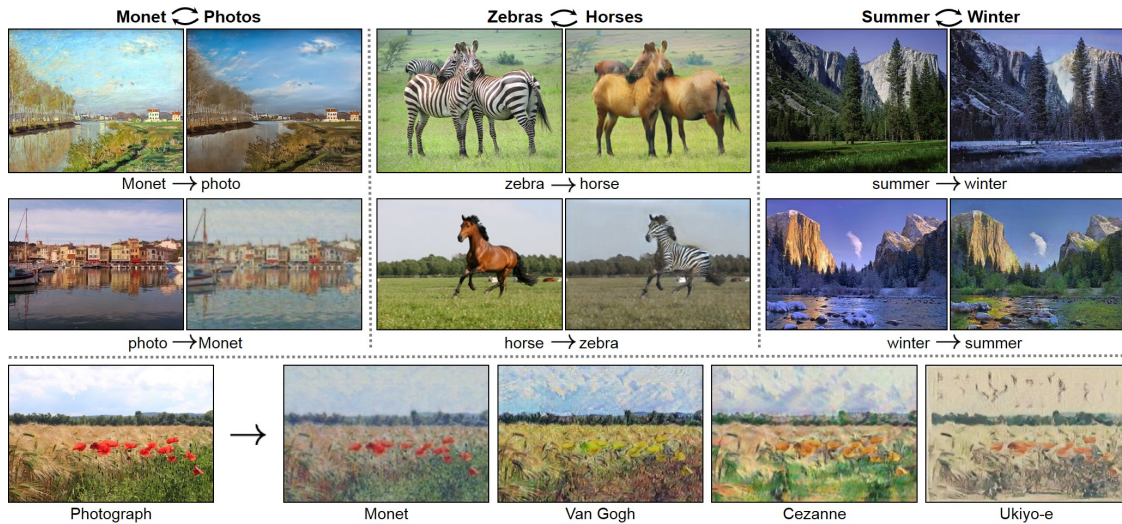 Monet ⇄ Photos
Zebras ⇄ Horses
Summer ⇄ Winter
Monet → photo
zebra → horse
summer → winter
photo → Monet
horse → zebra
winter → summer
Photograph
Monet
Van Gogh
Cezanne
Ukiyo-e